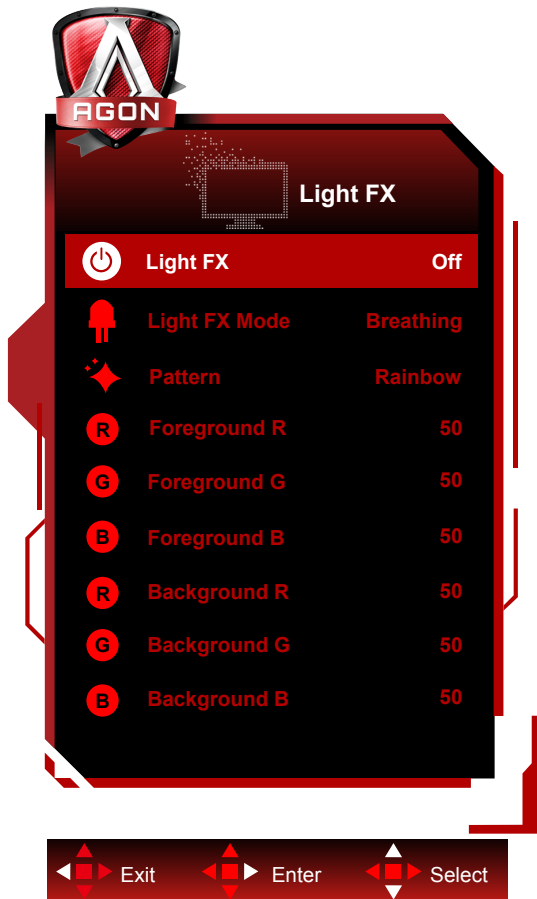 AGON
Light FX
Light FX Off
Light FX Mode Breathing
Pattern Rainbow
R Foreground R 50
G Foreground G 50
B Foreground B 50
R Background R 50
G Background G 50
B Background B 50
Exit Enter Select